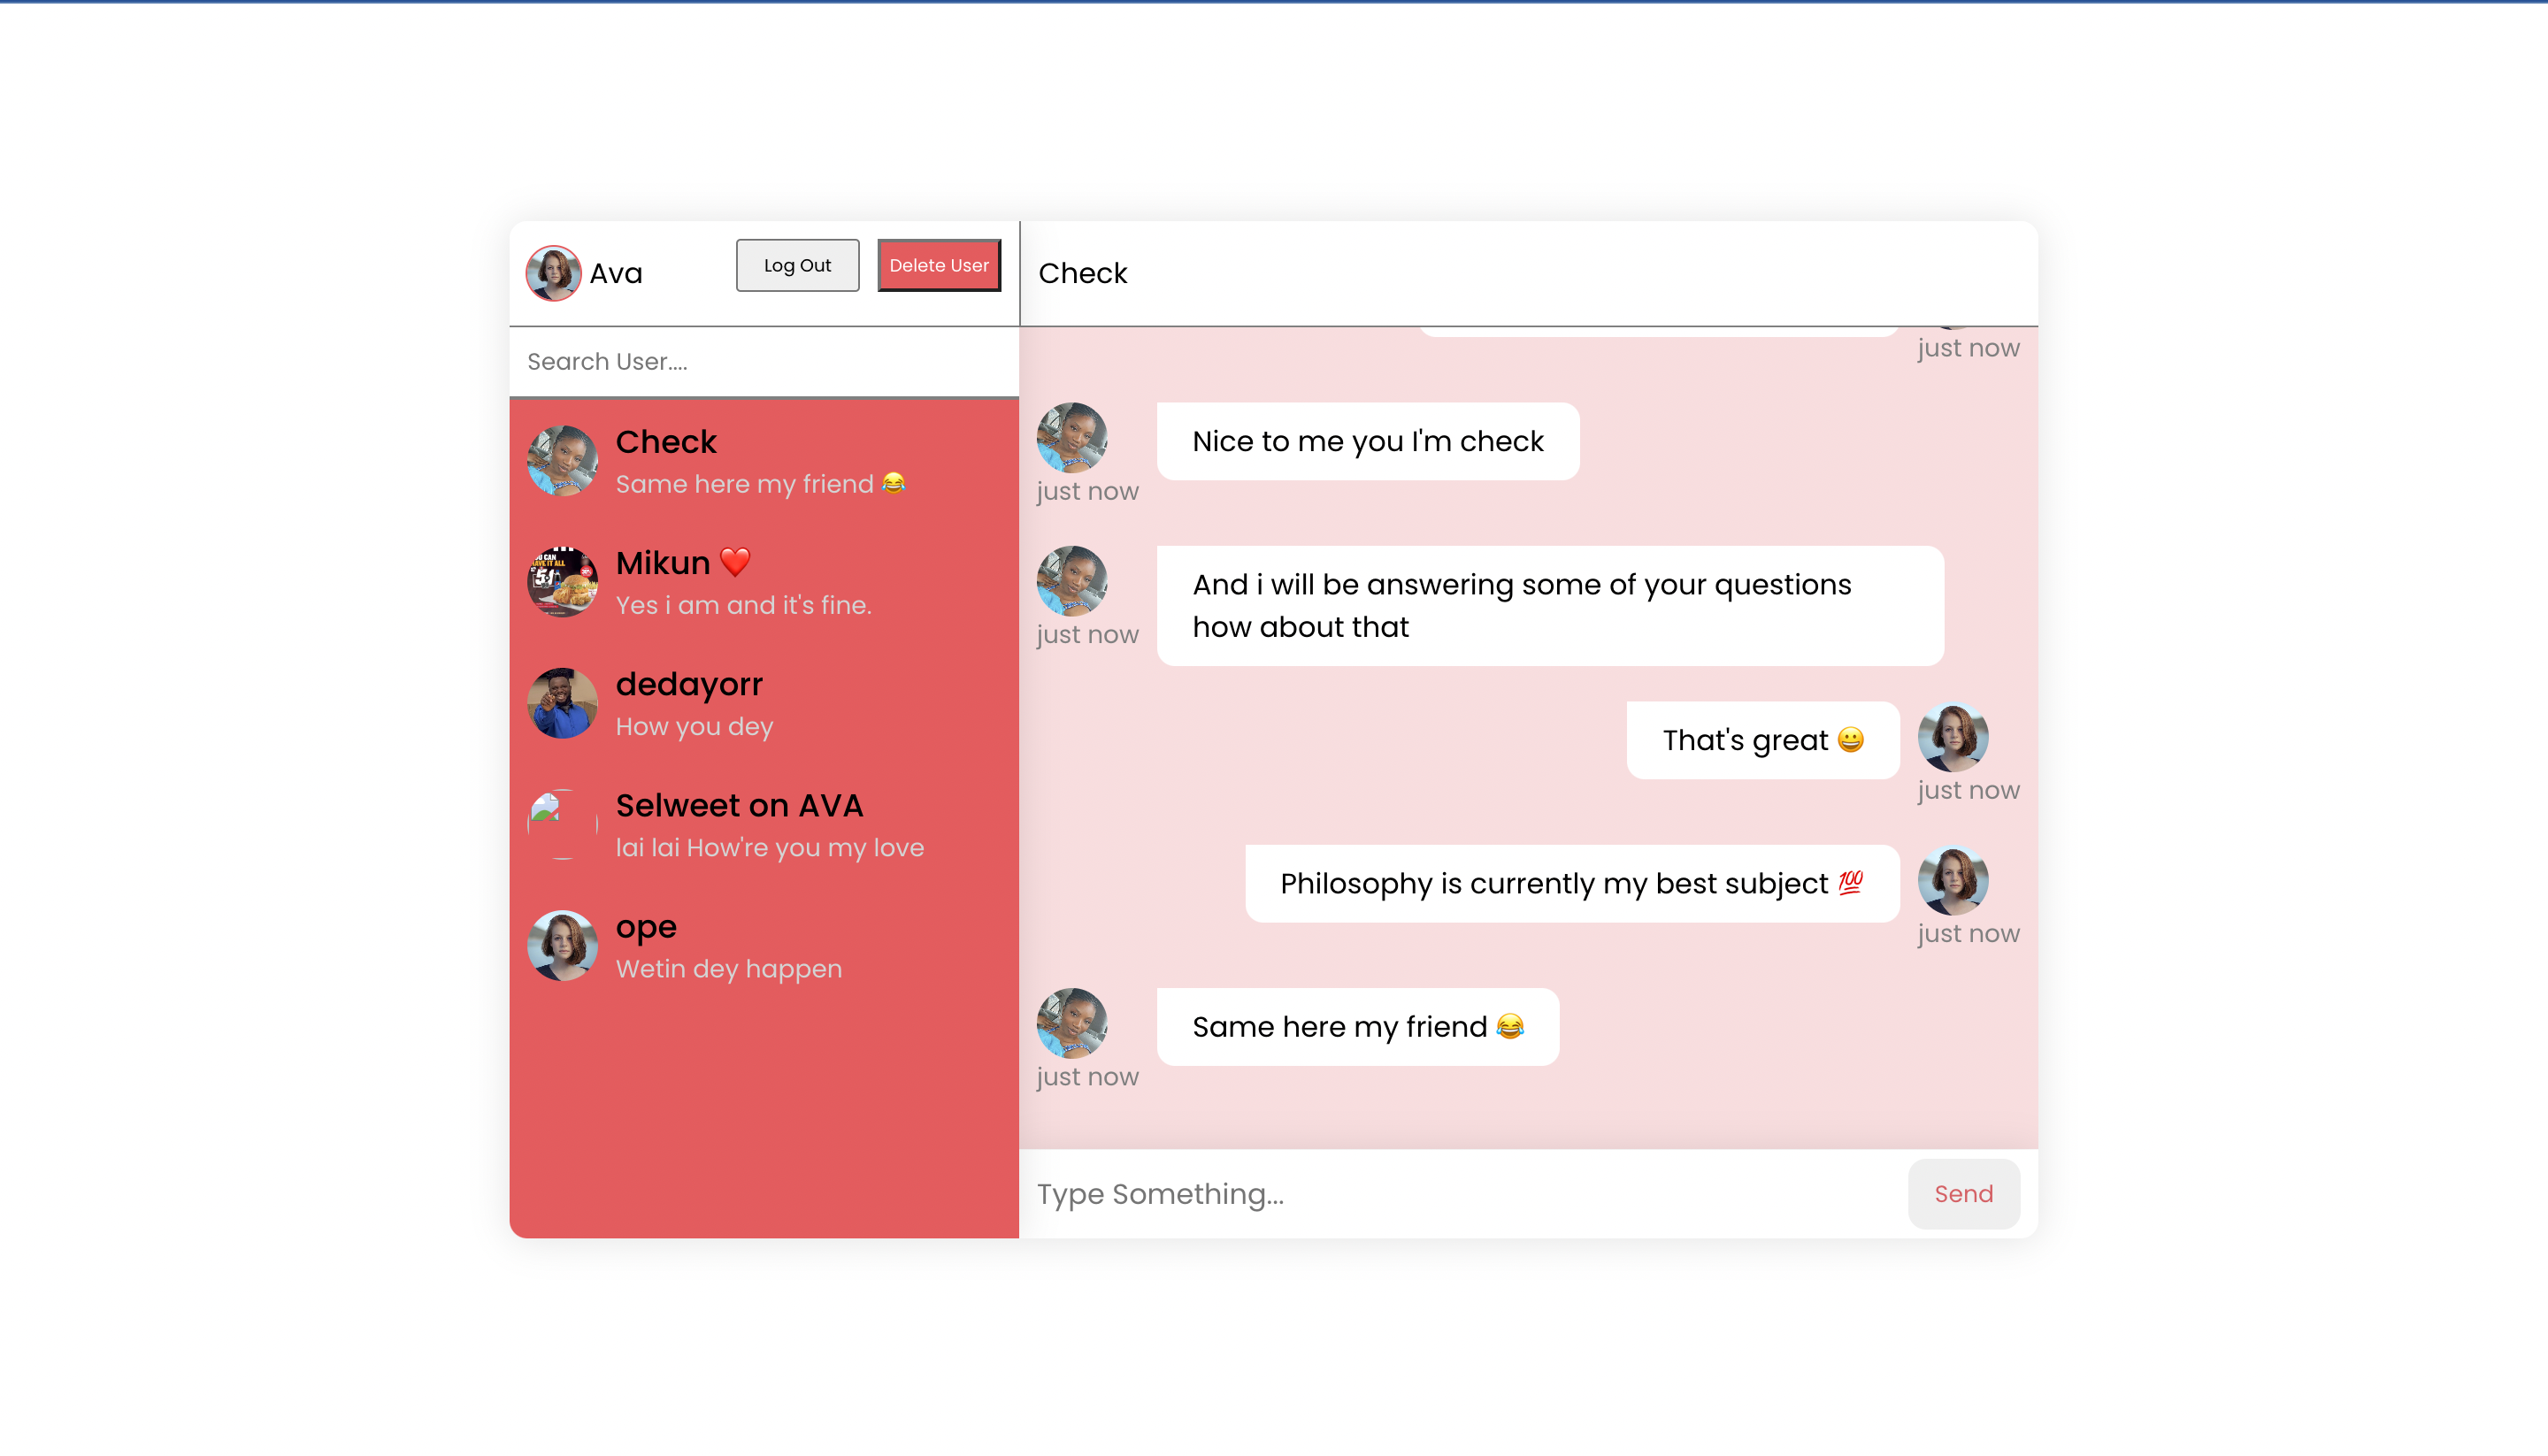 Ava
Log Out
Delete User
Search User....
Check
Same here my friend 😂
Mikun ❤️
Yes i am and it's fine.
dedayorr
How you dey
Selweet on AVA
lai lai How're you my love
ope
Wetin dey happen
Check
just now
Nice to me you I'm check
just now
And i will be answering some of your questions
how about that
just now
That's great 😀
just now
Philosophy is currently my best subject 💯
just now
Same here my friend 😂
just now
Type Something...
Send